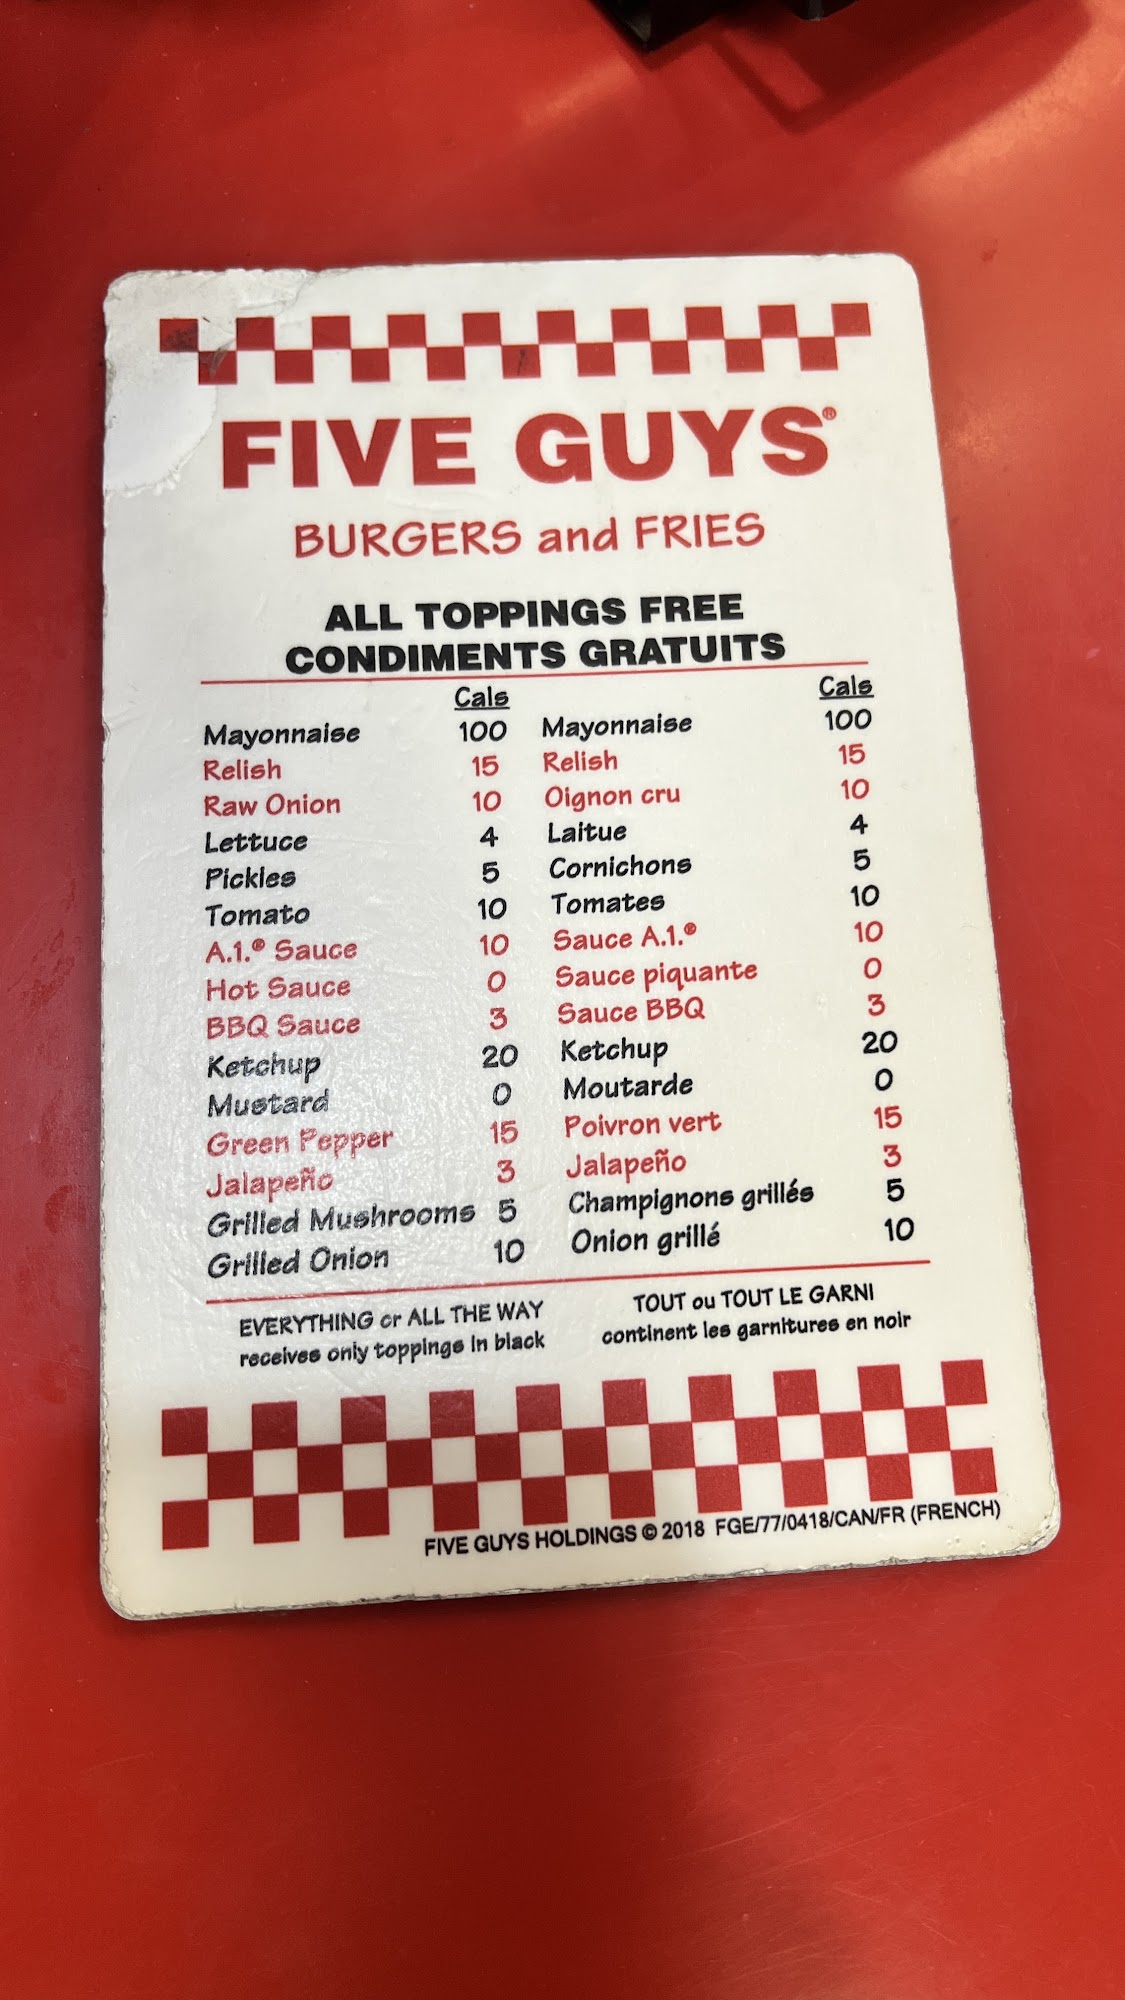 FIVE GUYS®
BURGERS and FRIES
ALL TOPPINGS FREE
CONDIMENTS GRATUITS
Cals Cals
Mayonnaise 100 Mayonnaise 100
Relish 15 Relish 15
Raw Onion 10 Oignon cru 10
Lettuce 4 Laitue 4
Pickles 5 Cornichons 5
Tomato 10 Tomates 10
A.1.® Sauce 10 Sauce A.1.® 10
Hot Sauce 0 Sauce piquante 0
BBQ Sauce 3 Sauce BBQ 3
Ketchup 20 Ketchup 20
Mustard 0 Moutarde 0
Green Pepper 15 Poivron vert 15
Jalapeño 3 Jalapeño 3
Grilled Mushrooms 5 Champignons grillés 5
Grilled Onion 10 Onion grillé 10
EVERYTHING or ALL THE WAY TOUT ou TOUT LE GARNI
receives only toppings in black continent les garnitures en noir
FIVE GUYS HOLDINGS © 2018 FGE/77/0418/CAN/FR (FRENCH)